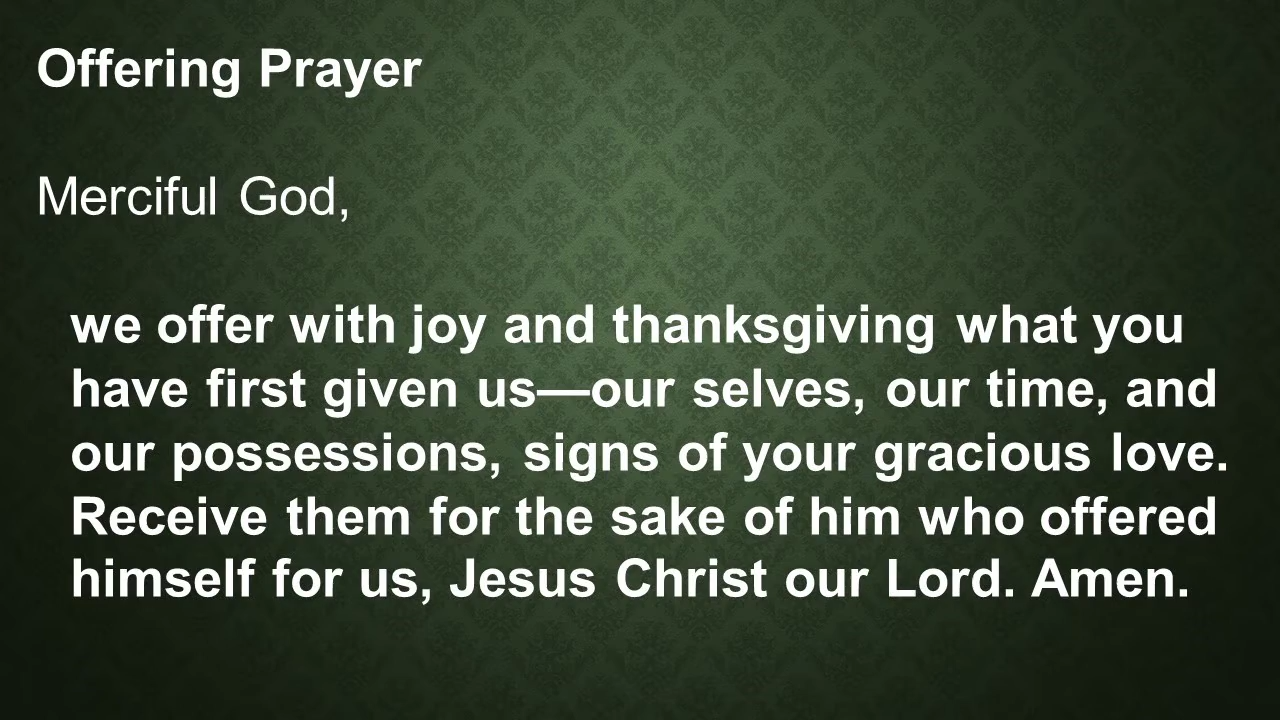 Offering Prayer
Merciful God,
we offer with joy and thanksgiving what you
have first given us—our selves, our time, and
our possessions, signs of your gracious love.
Receive them for the sake of him who offered
himself for us, Jesus Christ our Lord. Amen.